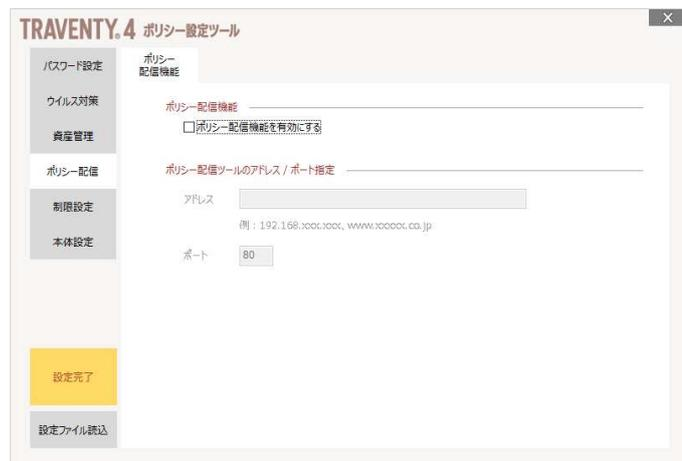 TRAVENTY® 4 ポリシー設定ツール
×
パスワード設定
ウイルス対策
資産管理
ポリシー配信
制限設定
本体設定
設定完了
設定ファイル読込
ポリシー
配信機能
ポリシー配信機能
ポリシー配信機能を有効にする
ポリシー配信ツールのアドレス / ポート指定
アドレス
例 : 192.168.xxx.xxx, www.xxxxxx.co.jp
ポート
80